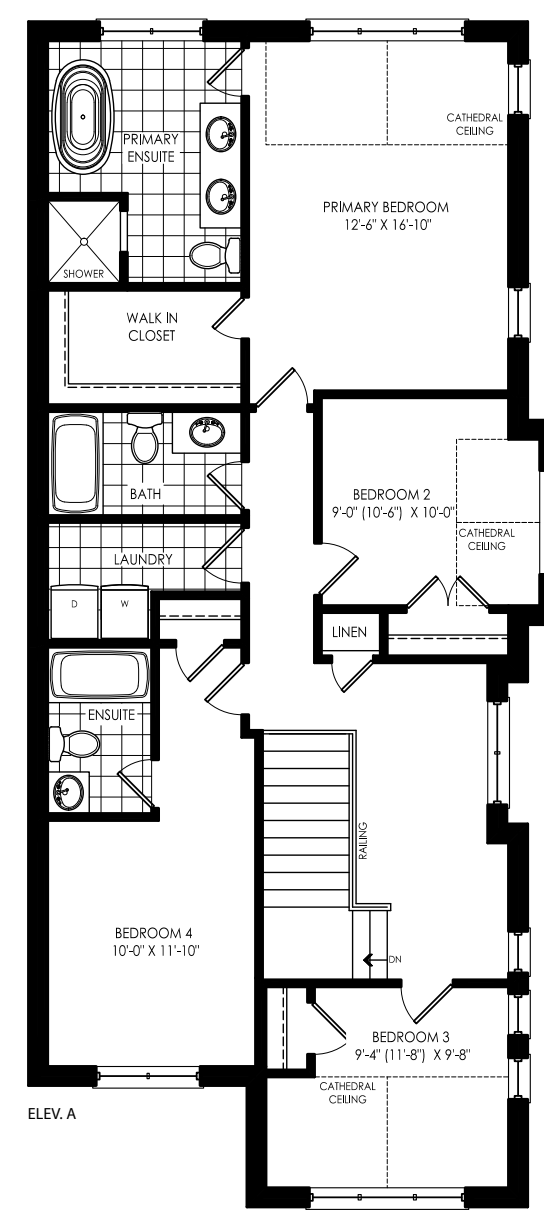 CATHEDRAL
CEILING
PRIMARY
ENSUITE
PRIMARY BEDROOM
12'-6" X 16'-10"
SHOWER
WALK IN
CLOSET
BATH
BEDROOM 2
9'-0" (10'-6") X 10'-0"
CATHEDRAL
CEILING
LAUNDRY
D
W
LINEN
ENSUITE
RAILING
BEDROOM 4
10'-0" X 11'-10"
DN
BEDROOM 3
9'-4" (11'-8") X 9'-8"
CATHEDRAL
CEILING
ELEV. A